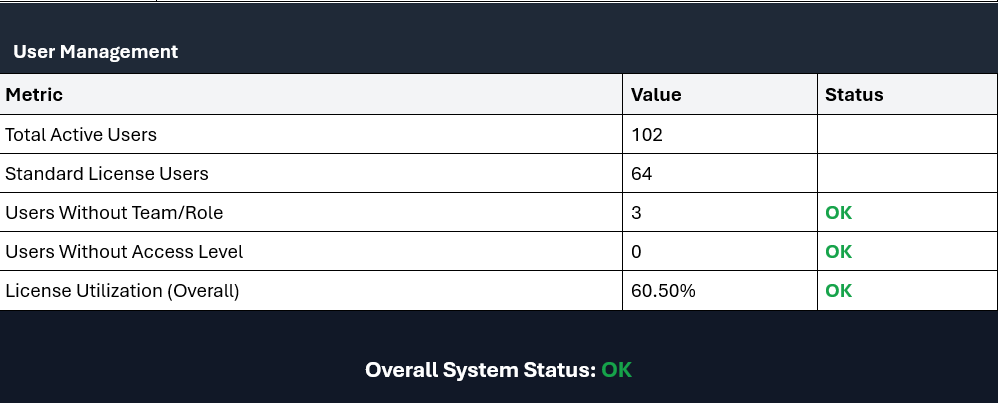 User Management
Metric Value Status
Total Active Users 102
Standard License Users 64
Users Without Team/Role 3 OK
Users Without Access Level 0 OK
License Utilization (Overall) 60.50% OK
Overall System Status: OK